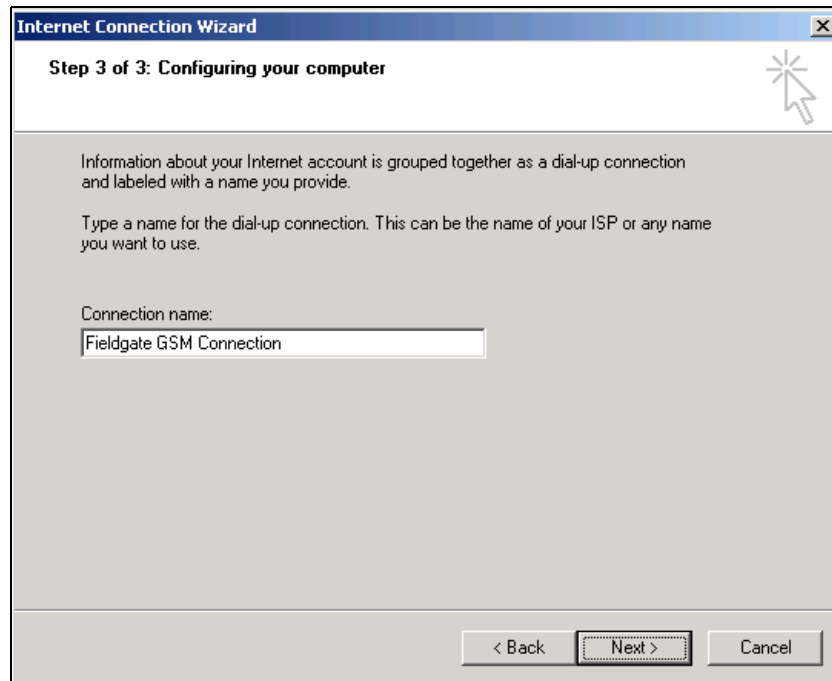 Internet Connection Wizard
Step 3 of 3: Configuring your computer
Information about your Internet account is grouped together as a dial-up connection
and labeled with a name you provide.
Type a name for the dial-up connection. This can be the name of your ISP or any name
you want to use.
Connection name:
Fieldgate GSM Connection
< Back
Next >
Cancel